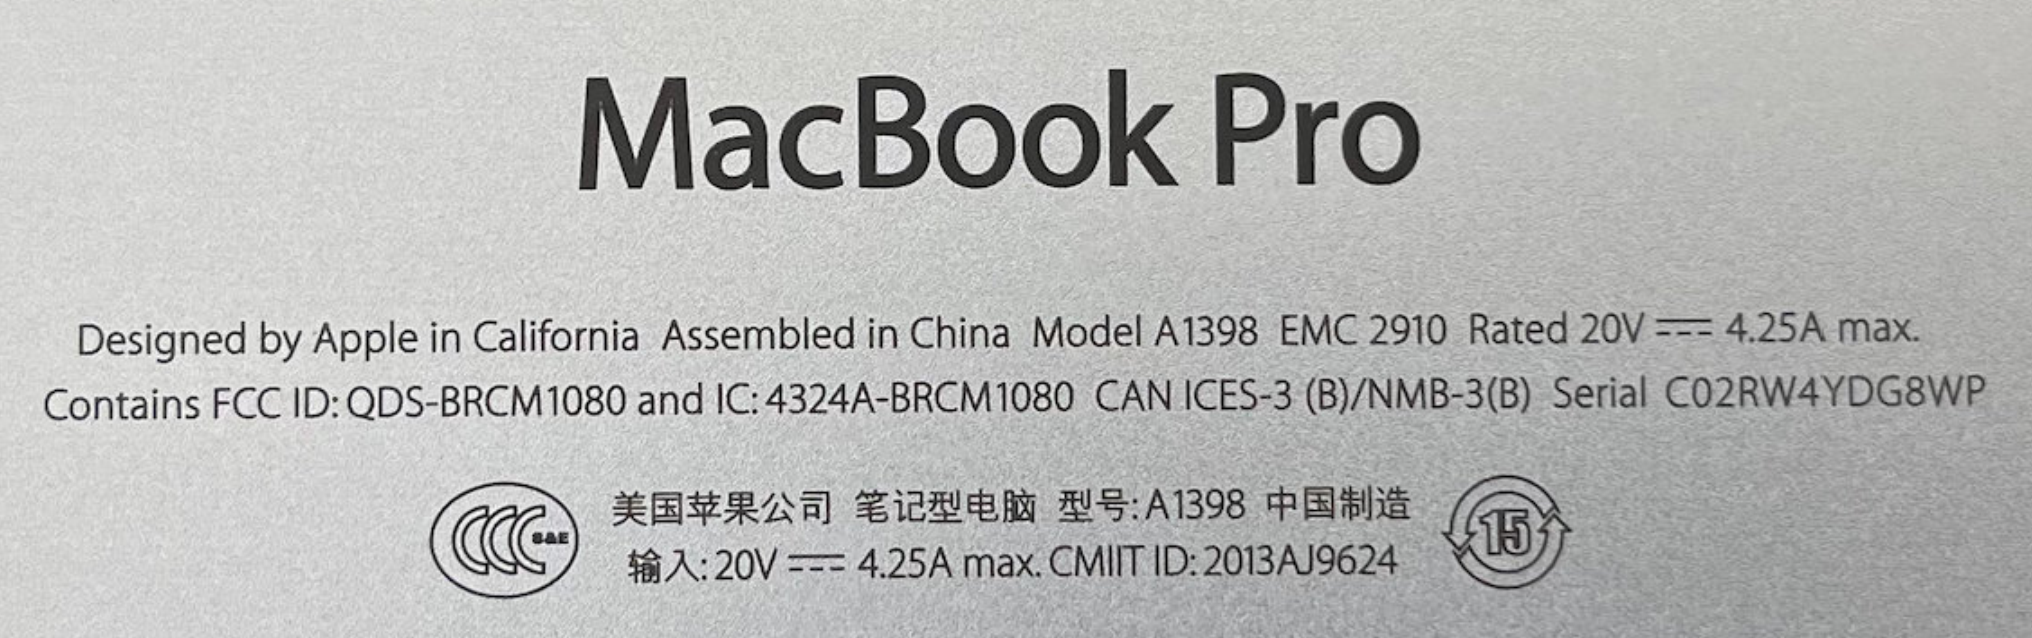 MacBook Pro
Designed by Apple in California Assembled in China Model A1398 EMC 2910 Rated 20V ⎓ 4.25A max.
Contains FCC ID: QDS-BRCM1080 and IC: 4324A-BRCM1080 CAN ICES-3 (B)/NMB-3(B) Serial C02RW4YDG8WP
CCC S&E
美国苹果公司 笔记型电脑 型号: A1398 中国制造
输入: 20V ⎓ 4.25A max. CMIIT ID: 2013AJ9624
15